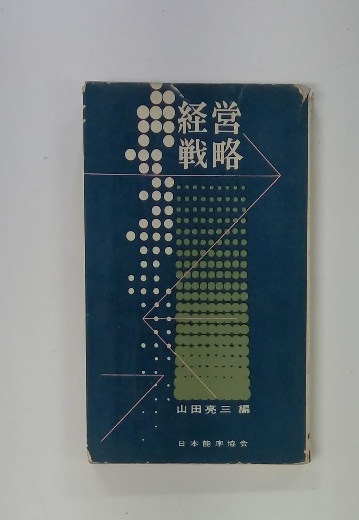 経営
戦略
山田亮三 編
日本能率協会